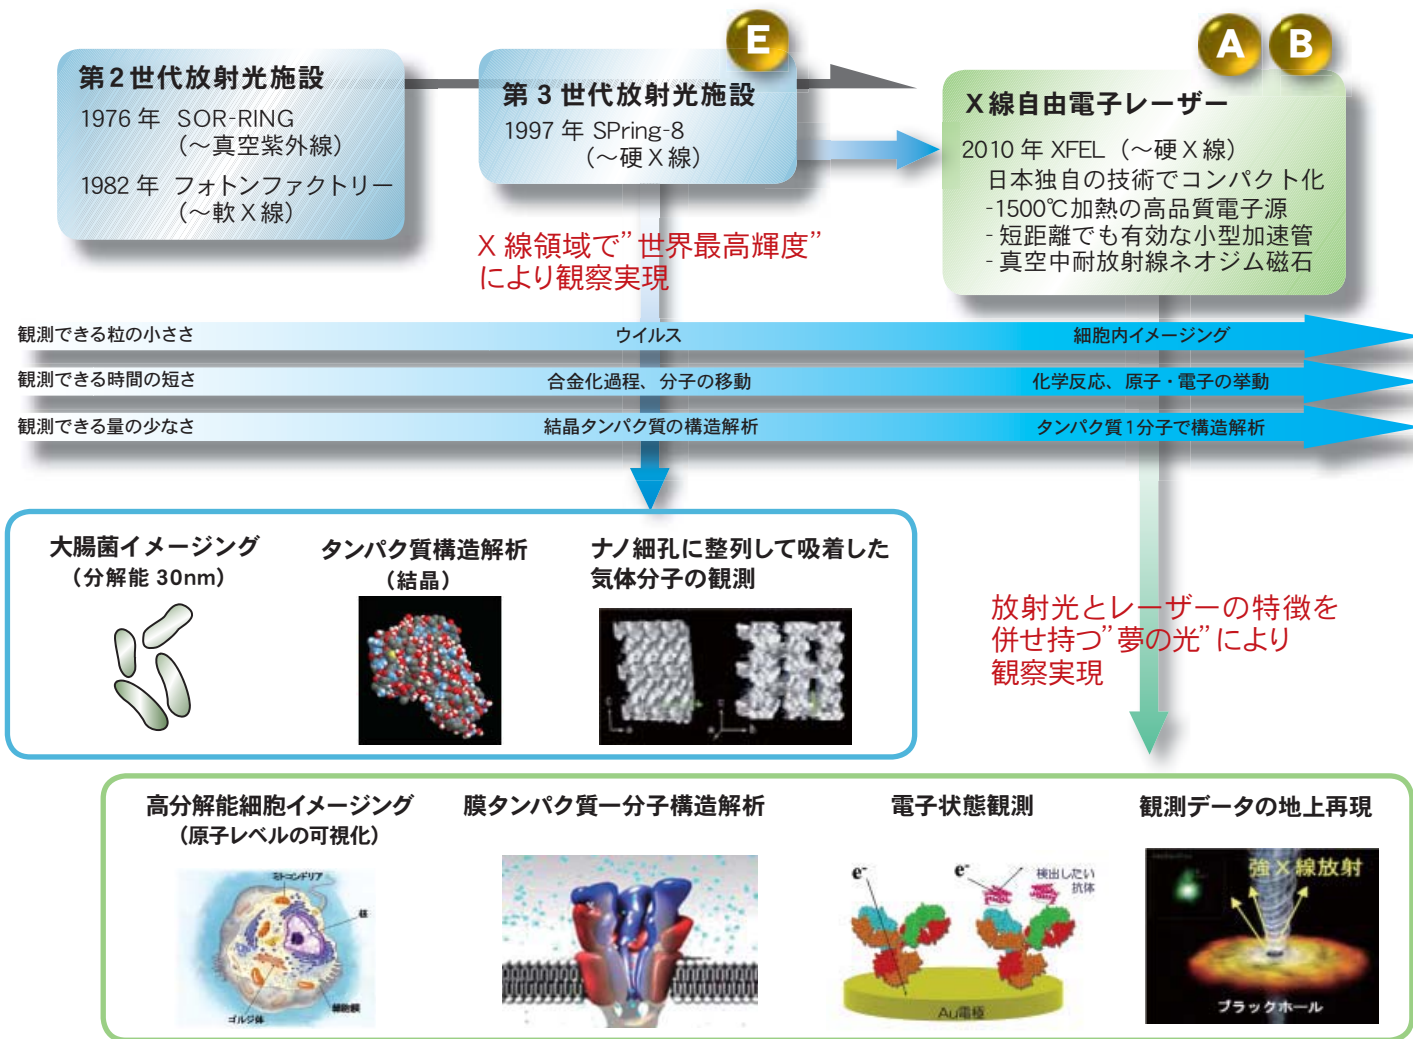 E
A
B
第2世代放射光施設
1976 年 SOR-RING
(～真空紫外線)
1982 年 フォトンファクトリー
(～軟X線)
第3世代放射光施設
1997 年 SPring-8
(～硬X線)
X線自由電子レーザー
2010 年 XFEL (～硬X線)
日本独自の技術でコンパクト化
-1500℃加熱の高品質電子源
- 短距離でも有効な小型加速管
- 真空中耐放射線ネオジム磁石
X 線領域で”世界最高輝度”
により観察実現
観測できる粒の小ささ ウイルス 細胞内イメージング
観測できる時間の短さ 合金化過程、分子の移動 化学反応、原子・電子の挙動
観測できる量の少なさ 結晶タンパク質の構造解析 タンパク質1分子で構造解析
大腸菌イメージング
(分解能 30nm)
タンパク質構造解析
(結晶)
ナノ細孔に整列して吸着した
気体分子の観測
放射光とレーザーの特徴を
併せ持つ”夢の光”により
観察実現
高分解能細胞イメージング
(原子レベルの可視化)
ミトコンドリア
核
細胞膜
ゴルジ体
膜タンパク質一分子構造解析
電子状態観測
e-
e-
検出したい
抗体
Au電極
観測データの地上再現
強X線放射
ブラックホール